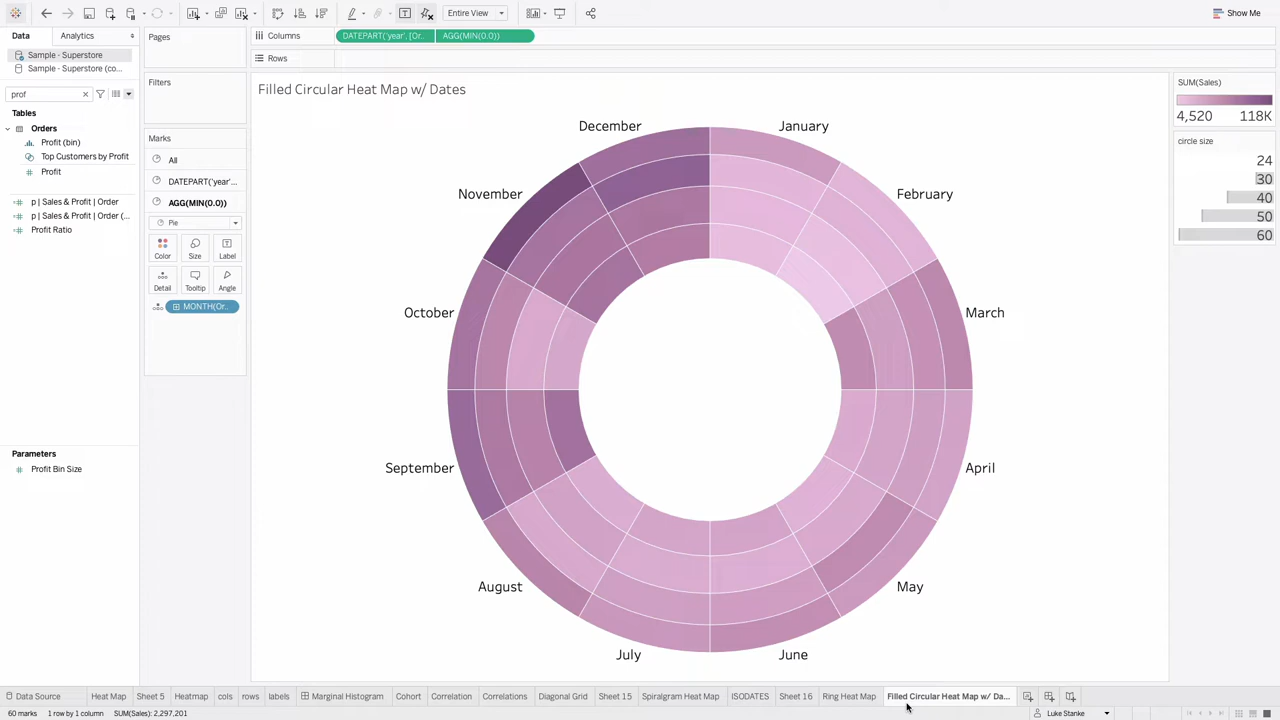 Entire View
Show Me
Data
Analytics
Sample - Superstore
Sample - Superstore (co...
prof
Tables
Orders
Profit (bin)
Top Customers by Profit
Profit
p | Sales & Profit | Order
p | Sales & Profit | Order (...
Profit Ratio
Parameters
Profit Bin Size
Pages
Filters
Marks
All
DATEPART('year'...
AGG(MIN(0.0))
Pie
Color
Size
Label
Detail
Tooltip
Angle
MONTH(Or..
Columns
DATEPART('year', [Or..
AGG(MIN(0.0))
Rows
Filled Circular Heat Map w/ Dates
December
January
November
February
October
March
September
April
August
May
July
June
SUM(Sales)
4,520 118K
circle size
24
30
40
50
60
Data Source
Heat Map
Sheet 5
Heatmap
cols
rows
labels
Marginal Histogram
Cohort
Correlation
Correlations
Diagonal Grid
Sheet 15
Spiralgram Heat Map
ISODATES
Sheet 16
Ring Heat Map
Filled Circular Heat Map w/ Da...
60 marks
1 row by 1 column
SUM(Sales): 2,297,201
Luke Stanke